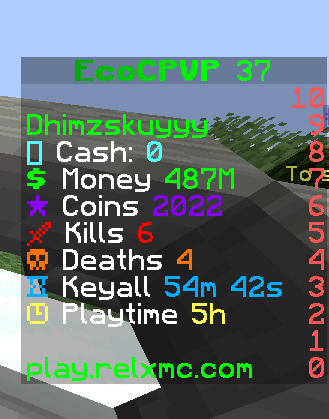 EcoCPVP 37
10
Dhimzskuyyy 9
Cash: 0 8
Money 487M 7
Coins 2022 6
Kills 6 5
Deaths 4 4
Keyall 54m 42s 3
Playtime 5h 2
1
play.relxmc.com 0